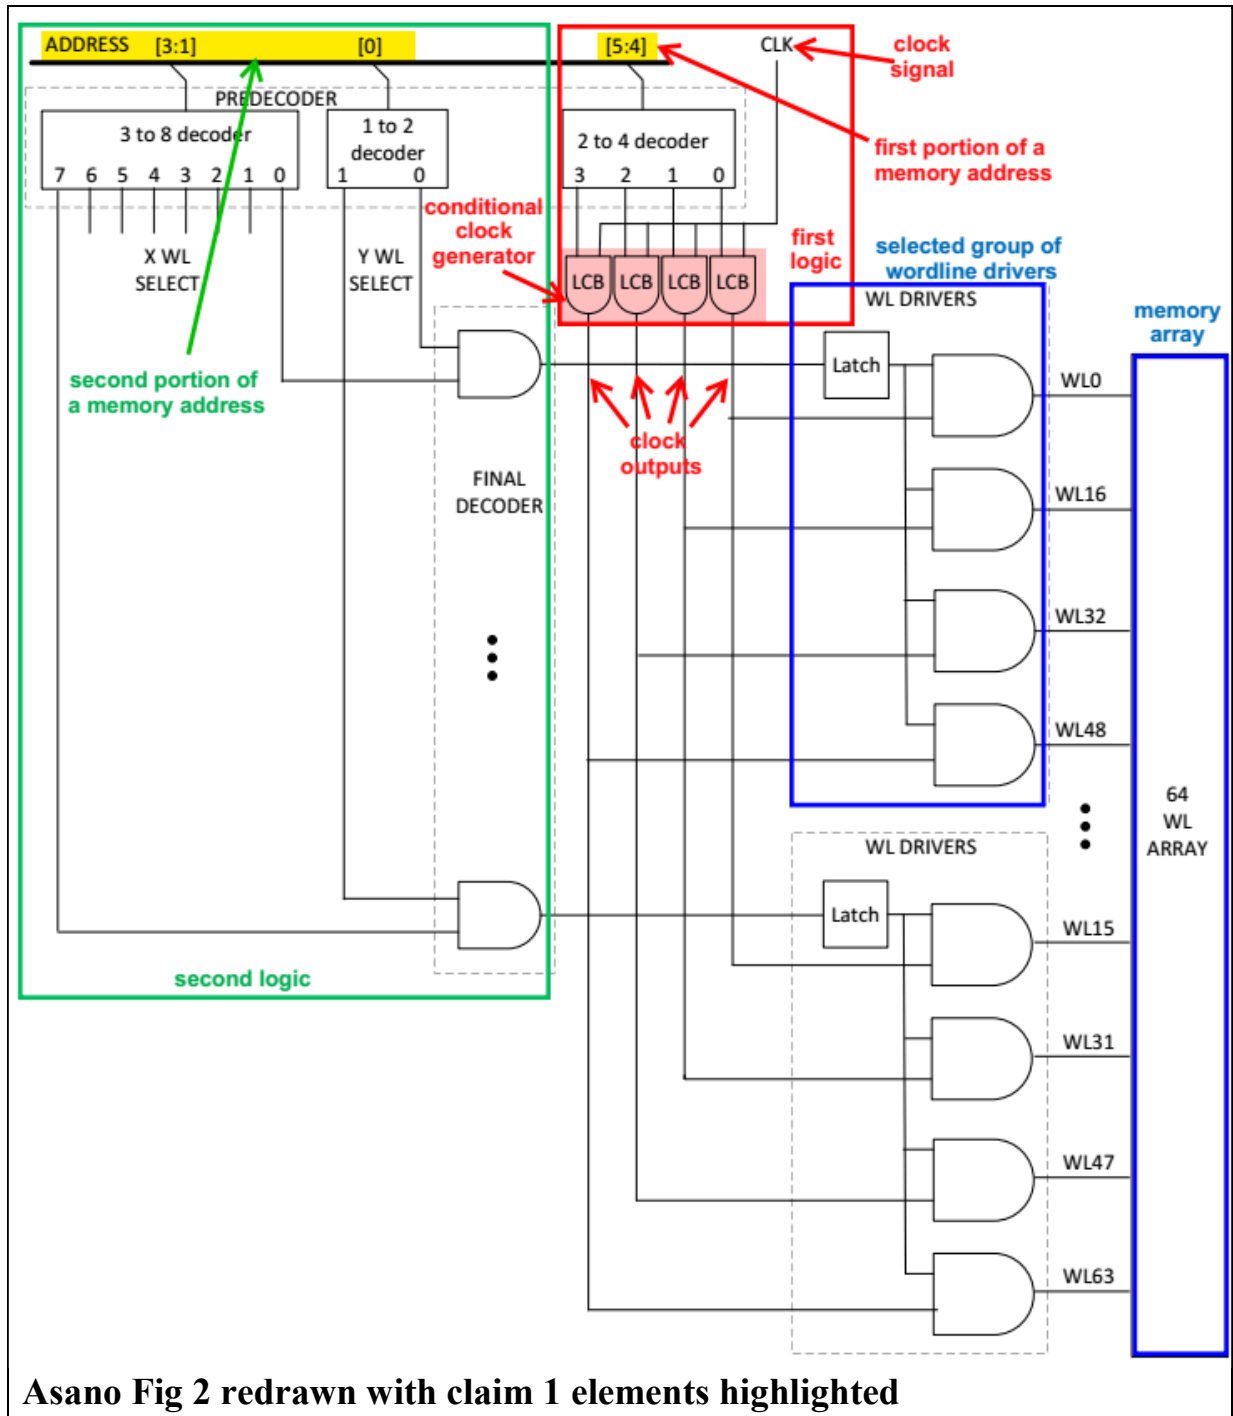 ADDRESS [3:1] [0] [5:4] CLK
clock
signal
PREDECODER
3 to 8 decoder
7 6 5 4 3 2 1 0
1 to 2
decoder
1 0
2 to 4 decoder
3 2 1 0
first portion of a
memory address
conditional
clock
generator
first
logic
X WL
SELECT
Y WL
SELECT
LCB LCB LCB LCB
selected group of
wordline drivers
WL DRIVERS
memory
array
second portion of
a memory address
Latch
WL0
clock
outputs
FINAL
DECODER
WL16
WL32
WL48
64
WL
ARRAY
WL DRIVERS
Latch
WL15
second logic
WL31
WL47
WL63
Asano Fig 2 redrawn with claim 1 elements highlighted